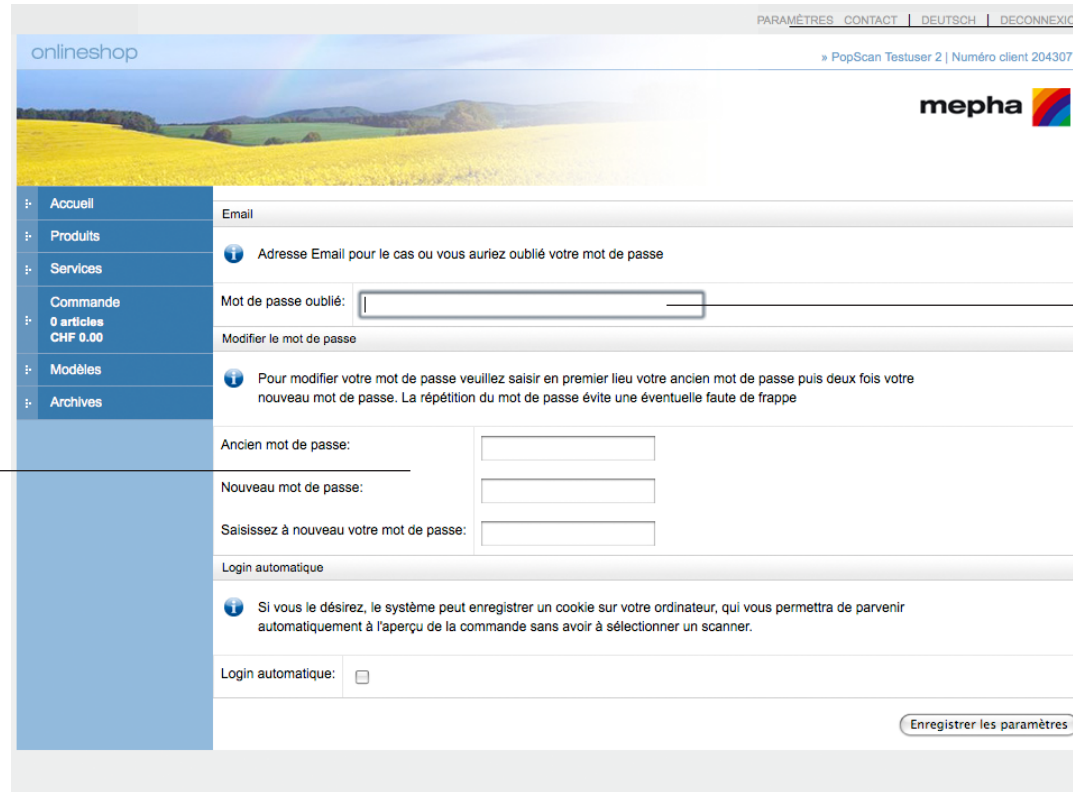 PARAMÈTRES CONTACT | DEUTSCH | DECONNEXIO
onlineshop
» PopScan Testuser 2 | Numéro client 204307
mepha
Accueil
Produits
Services
Commande
0 articles
CHF 0.00
Modèles
Archives
Email
Adresse Email pour le cas ou vous auriez oublié votre mot de passe
Mot de passe oublié:
Modifier le mot de passe
Pour modifier votre mot de passe veuillez saisir en premier lieu votre ancien mot de passe puis deux fois votre
nouveau mot de passe. La répétition du mot de passe évite une éventuelle faute de frappe
Ancien mot de passe:
Nouveau mot de passe:
Saisissez à nouveau votre mot de passe:
Login automatique
Si vous le désirez, le système peut enregistrer un cookie sur votre ordinateur, qui vous permettra de parvenir
automatiquement à l'aperçu de la commande sans avoir à sélectionner un scanner.
Login automatique:
Enregistrer les paramètres